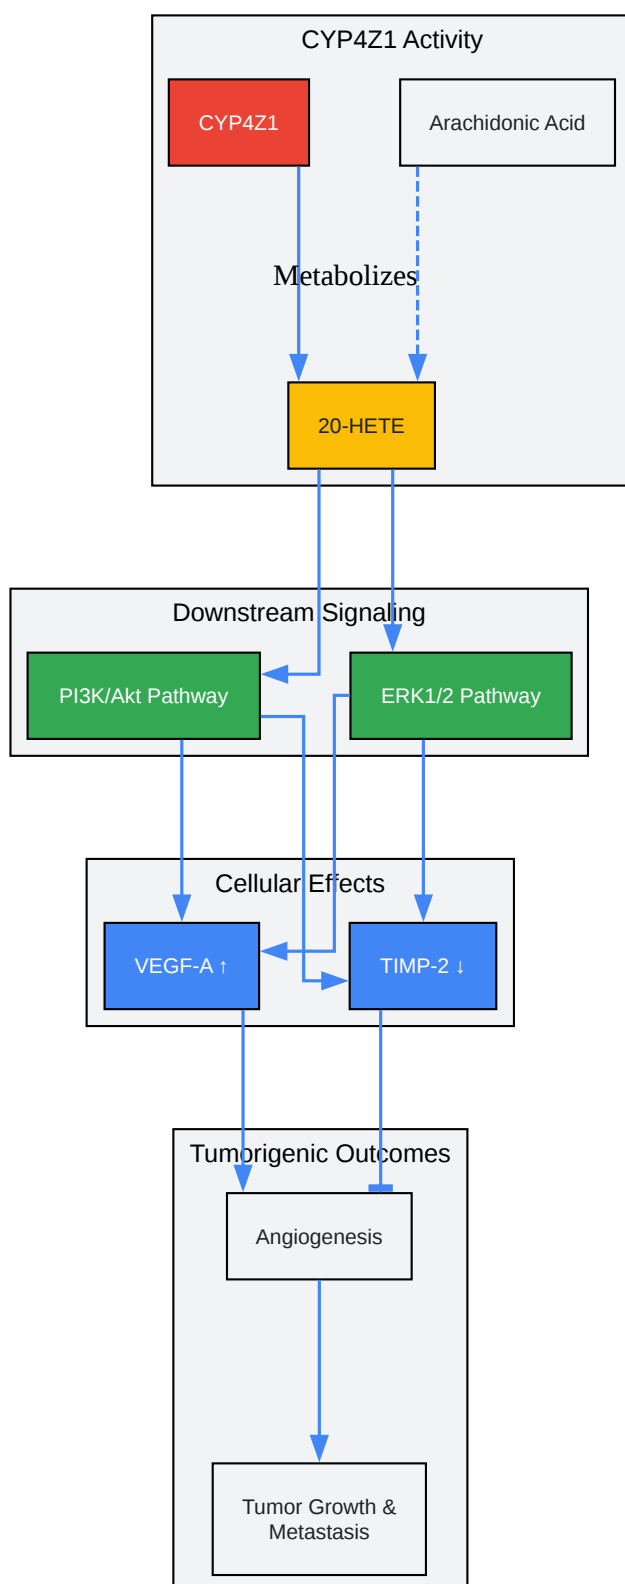 CYP4Z1 Activity
CYP4Z1
Arachidonic Acid
Metabolizes
20-HETE
Downstream Signaling
PI3K/Akt Pathway
ERK1/2 Pathway
Cellular Effects
VEGF-A ↑
TIMP-2 ↓
Tumorigenic Outcomes
Angiogenesis
Tumor Growth &
Metastasis